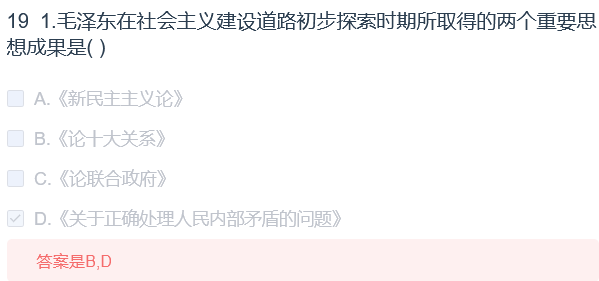 19  1.毛泽东在社会主义建设道路初步探索时期所取得的两个重要思
想成果是( )
A.《新民主主义论》
B.《论十大关系》
C.《论联合政府》
D.《关于正确处理人民内部矛盾的问题》
答案是B,D